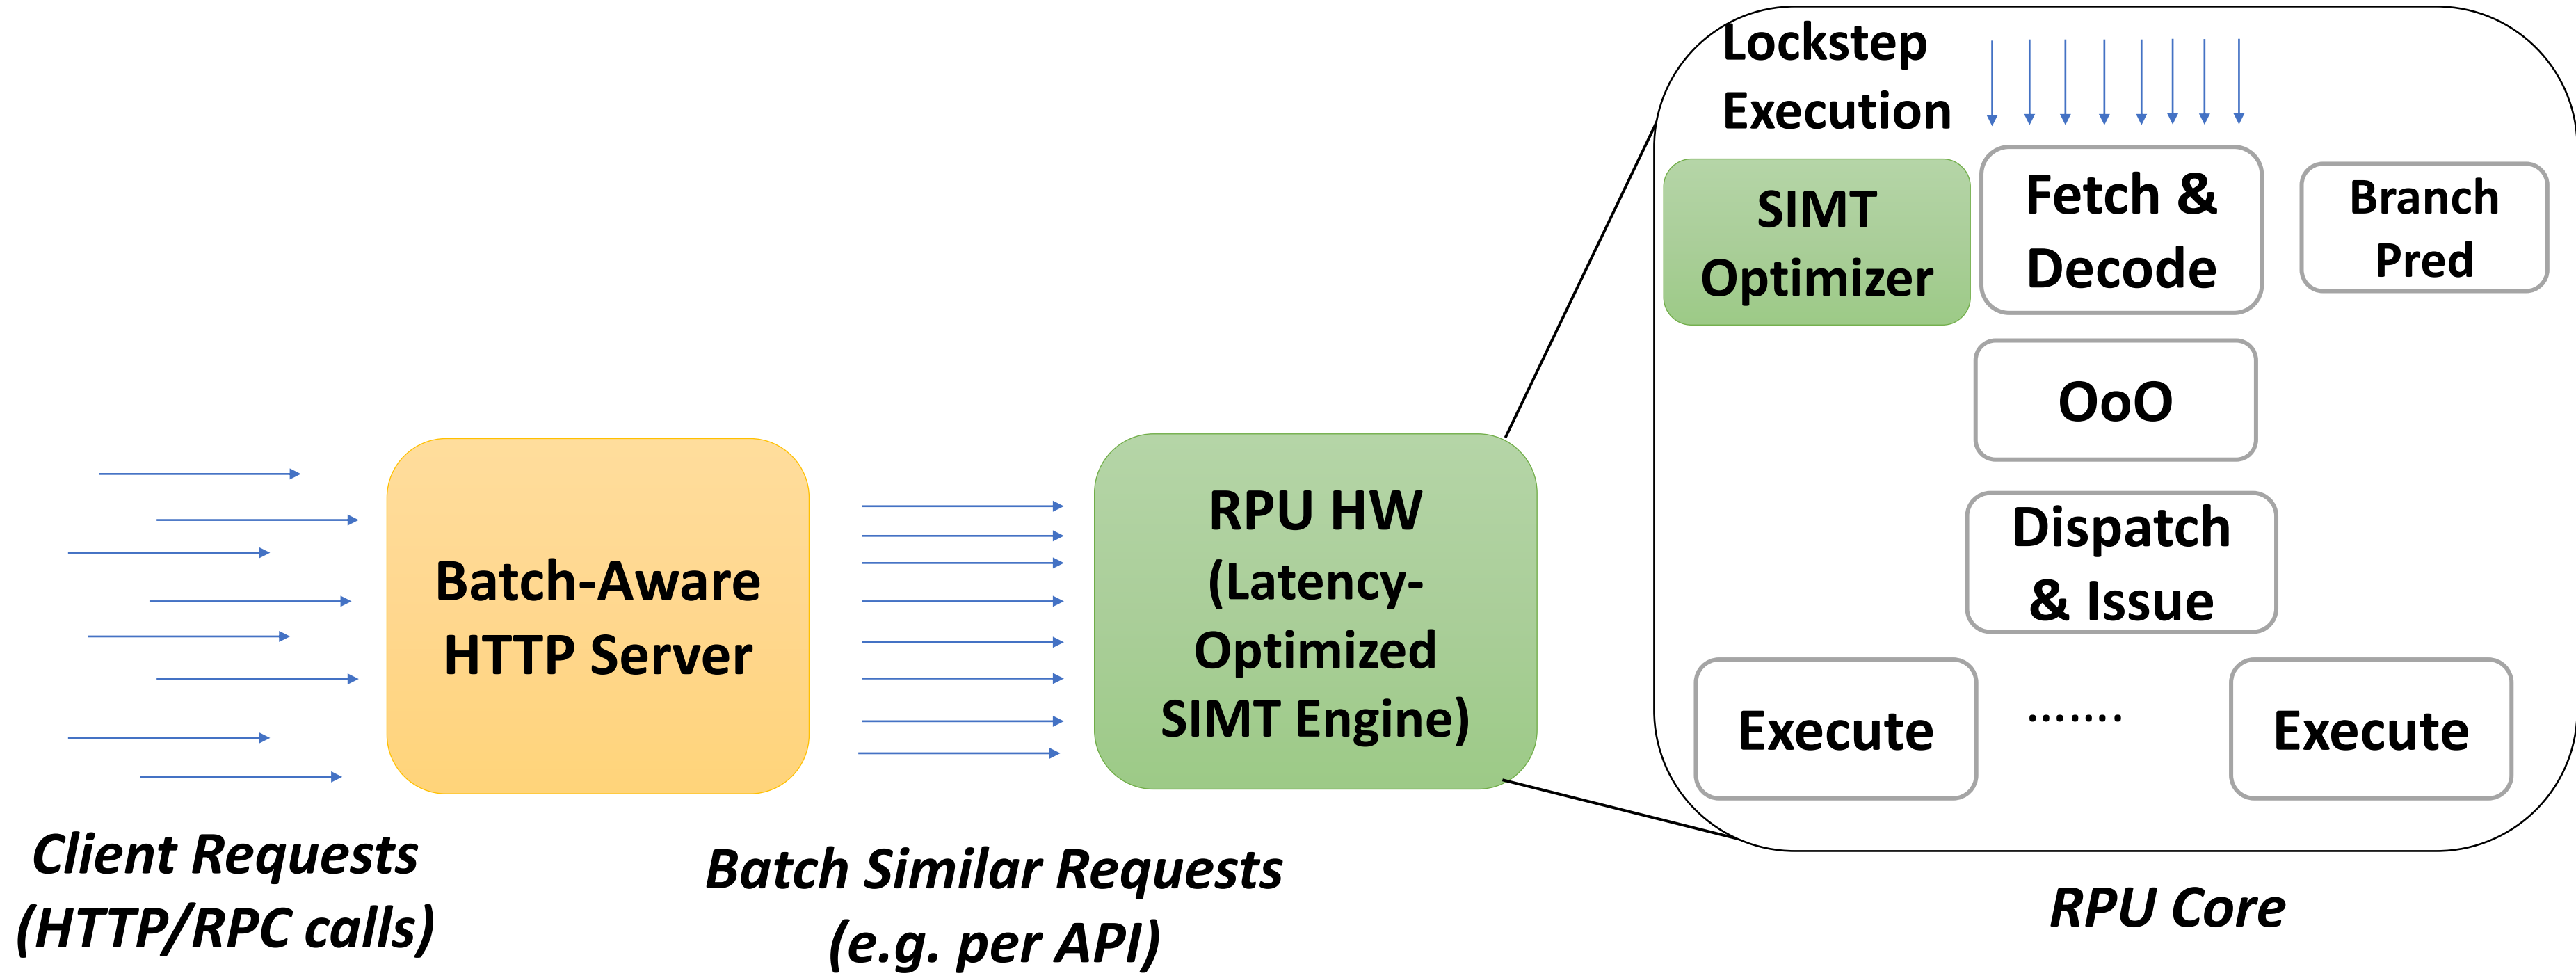 Lockstep
Execution
SIMT
Optimizer
Fetch &
Decode
Branch
Pred
OoO
Dispatch
& Issue
Execute
.......
Execute
RPU Core
Batch-Aware
HTTP Server
RPU HW
(Latency-
Optimized
SIMT Engine)
Client Requests
(HTTP/RPC calls)
Batch Similar Requests
(e.g. per API)